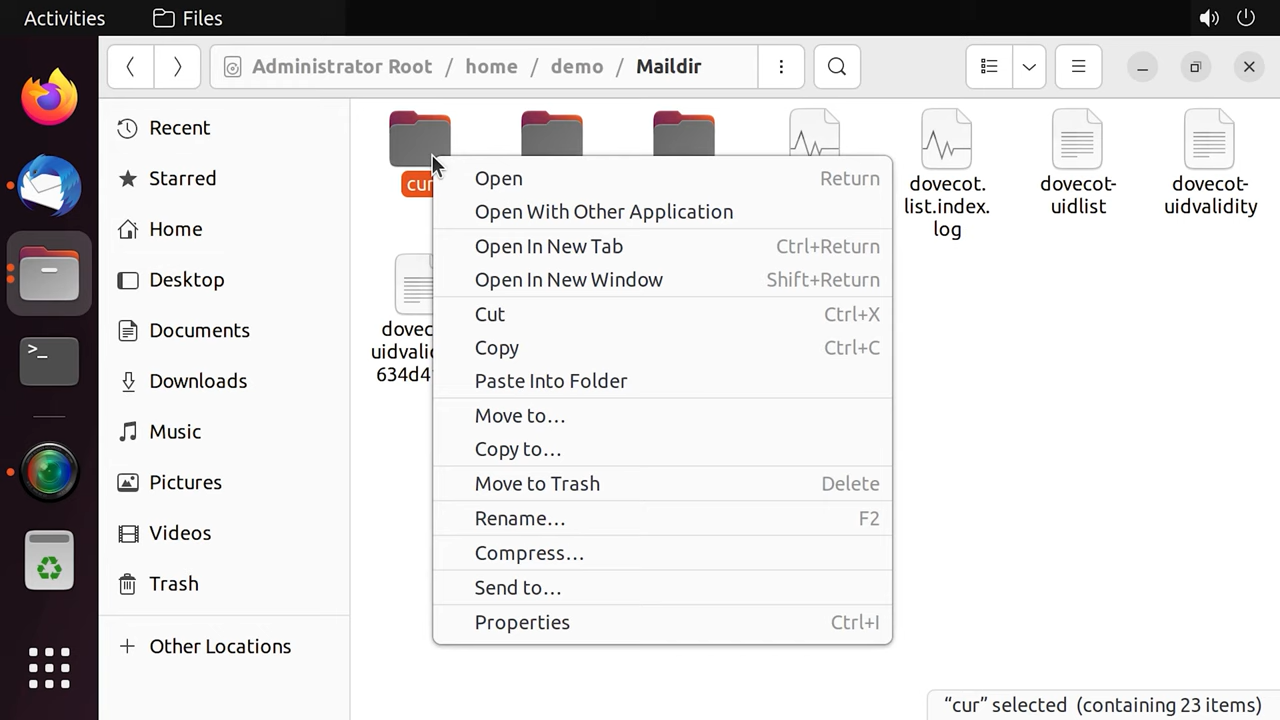 Activities
Files
Administrator Root / home / demo / Maildir
Recent
Starred
Home
Desktop
Documents
Downloads
Music
Pictures
Videos
Trash
Other Locations
cur
dovecot.
list.index.
log
dovecot-
uidlist
dovecot-
uidvalidity
Open Return
Open With Other Application
Open In New Tab Ctrl+Return
Open In New Window Shift+Return
Cut Ctrl+X
Copy Ctrl+C
Paste Into Folder
Move to…
Copy to…
Move to Trash Delete
Rename… F2
Compress…
Send to…
Properties Ctrl+I
“cur” selected (containing 23 items)